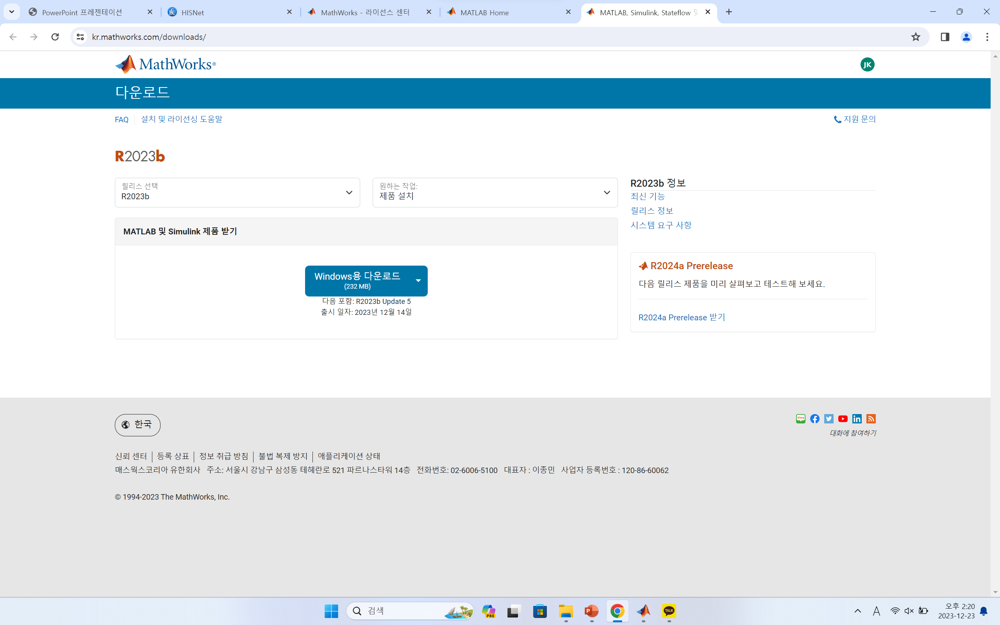 PowerPoint 프레젠테이션
HISNet
MathWorks - 라이선스 센터
MATLAB Home
MATLAB, Simulink, Stateflow
kr.mathworks.com/downloads/
MathWorks®
JK
다운로드
FAQ
설치 및 라이선싱 도움말
지원 문의
R2023b
릴리스 선택
R2023b
원하는 작업:
제품 설치
R2023b 정보
최신 기능
릴리스 정보
시스템 요구 사항
MATLAB 및 Simulink 제품 받기
Windows용 다운로드
(232 MB)
다음 포함: R2023b Update 5
출시 일자: 2023년 12월 14일
R2024a Prerelease
다음 릴리스 제품을 미리 살펴보고 테스트해 보세요.
R2024a Prerelease 받기
한국
대화에 참여하기
신뢰 센터 등록 상표 정보 취급 방침 불법 복제 방지 애플리케이션 상태
매스웍스코리아 유한회사 주소: 서울시 강남구 삼성동 테헤란로 521 파르나스타워 14층 전화번호: 02-6006-5100 대표자 : 이종민 사업자 등록번호 : 120-86-60062
© 1994-2023 The MathWorks, Inc.
검색
PRE
TALK
A
오후 2:20
2023-12-23